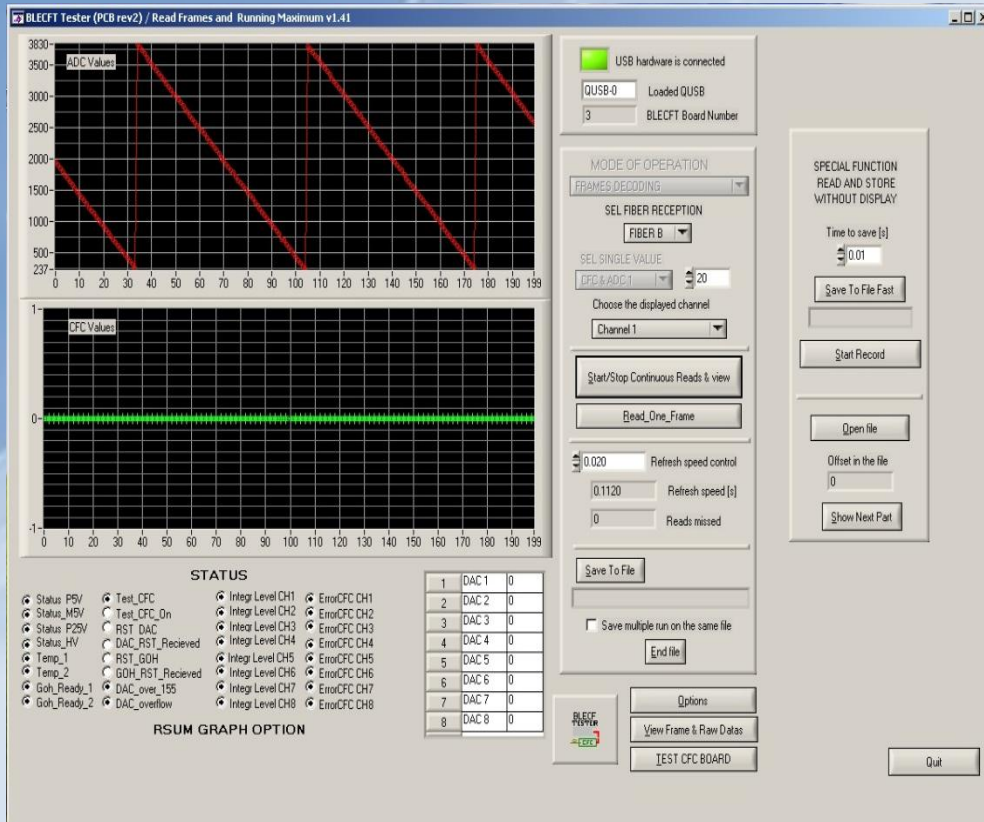 BLECFT Tester (PCB rev2) / Read Frames and Running Maximum v1.41
ADC Values
3830
3500
3000
2500
2000
1500
1000
500
237
0 10 20 30 40 50 60 70 80 90 100 110 120 130 140 150 160 170 180 199
CFC Values
1
0
-1
0 10 20 30 40 50 60 70 80 90 100 110 120 130 140 150 160 170 180 199
STATUS
Status P5V
Status_M5V
Status P25V
Status_HV
Temp_1
Temp_2
Goh_Ready_1
Goh_Ready_2
Test_CFC
Test_CFC_On
RST_DAC
DAC_RST_Recieved
RST_GOH
GOH_RST_Recieved
DAC_over_155
DAC_overflow
Integr Level CH1
Integr Level CH2
Integr Level CH3
Integr Level CH4
Integr Level CH5
Integr Level CH6
Integr Level CH7
Integr Level CH8
ErrorCFC CH1
ErrorCFC CH2
ErrorCFC CH3
ErrorCFC CH4
ErrorCFC CH5
ErrorCFC CH6
ErrorCFC CH7
ErrorCFC CH8
RSUM GRAPH OPTION
1 DAC 1 0
2 DAC 2 0
3 DAC 3 0
4 DAC 4 0
5 DAC 5 0
6 DAC 6 0
7 DAC 7 0
8 DAC 8 0
USB hardware is connected
QUSB-0 Loaded QUSB
3 BLECFT Board Number
MODE OF OPERATION
FRAMES DECODING
SEL FIBER RECEPTION
FIBER B
SEL SINGLE VALUE
CFC & ADC 1 20
Choose the displayed channel
Channel 1
Start/Stop Continuous Reads & view
Read_One_Frame
0.020 Refresh speed control
0.1120 Refresh speed [s]
0 Reads missed
Save To File
Save multiple run on the same file
End file
BLECF
TESTER
CFC
Options
View Frame & Raw Datas
TEST CFC BOARD
SPECIAL FUNCTION
READ AND STORE
WITHOUT DISPLAY
Time to save [s]
0.01
Save To File Fast
Start Record
Open file
Offset in the file
0
Show Next Part
Quit